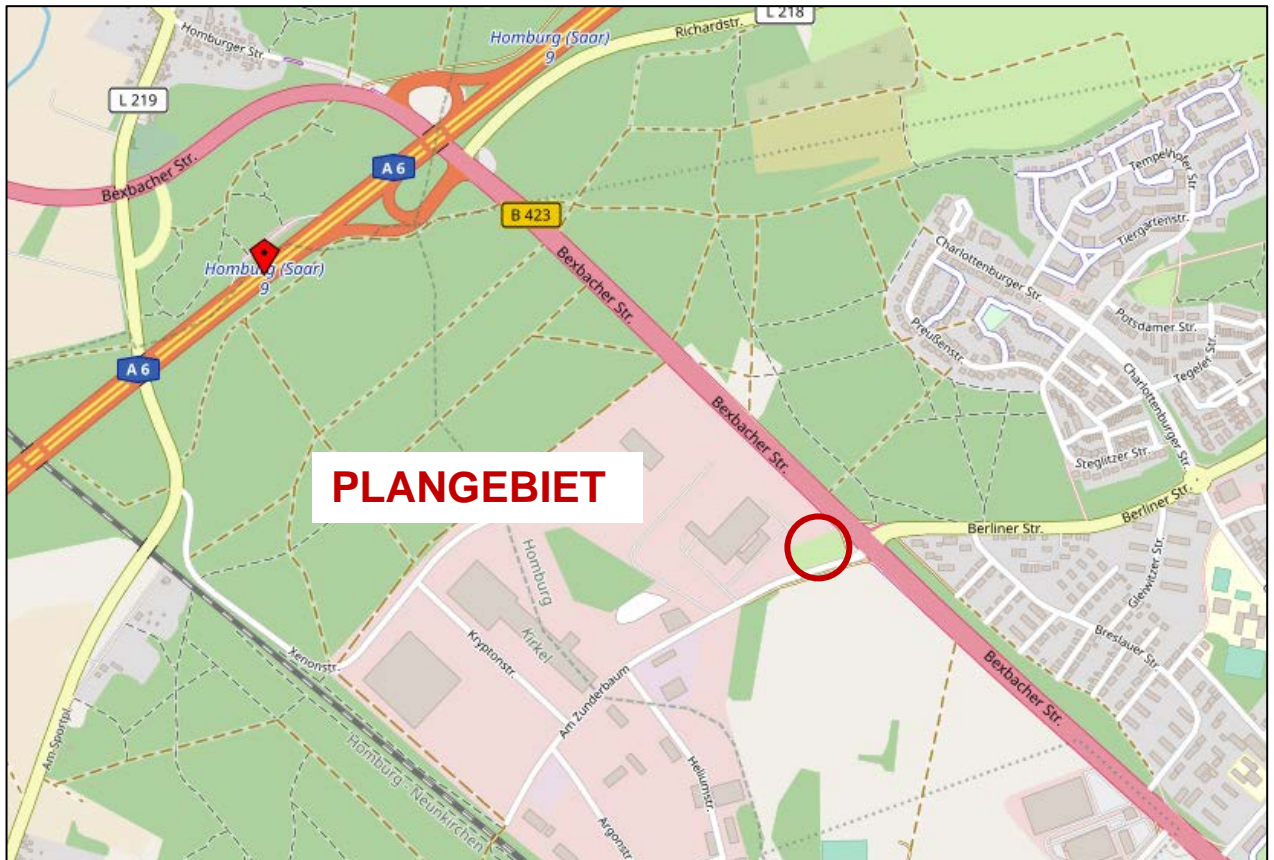 L 218
Homburger Str.
Homburg (Saar)
9
Richardstr.
L 219
A 6
Bexbacher Str.
B 423
Tempelhofer Str.
Tiergartenstr.
Charlottenburger Str.
Homburg (Saar)
9
Bexbacher Str.
Potsdamer Str.
Preußenstr.
Tegeler Str.
A 6
Charlottenburger Str.
Bexbacher Str.
Steglitzer Str.
PLANGEBIET
Berliner Str.
Berliner Str.
Homburg
Kirkel
Gleiwitzer Str.
Breslauer Str.
Xenonstr.
Kryptonstr.
Am Zunderbaum
Bexbacher Str.
Am Sportpl.
Homburg - Neunkirchen
Heliumstr.
Argonstr.